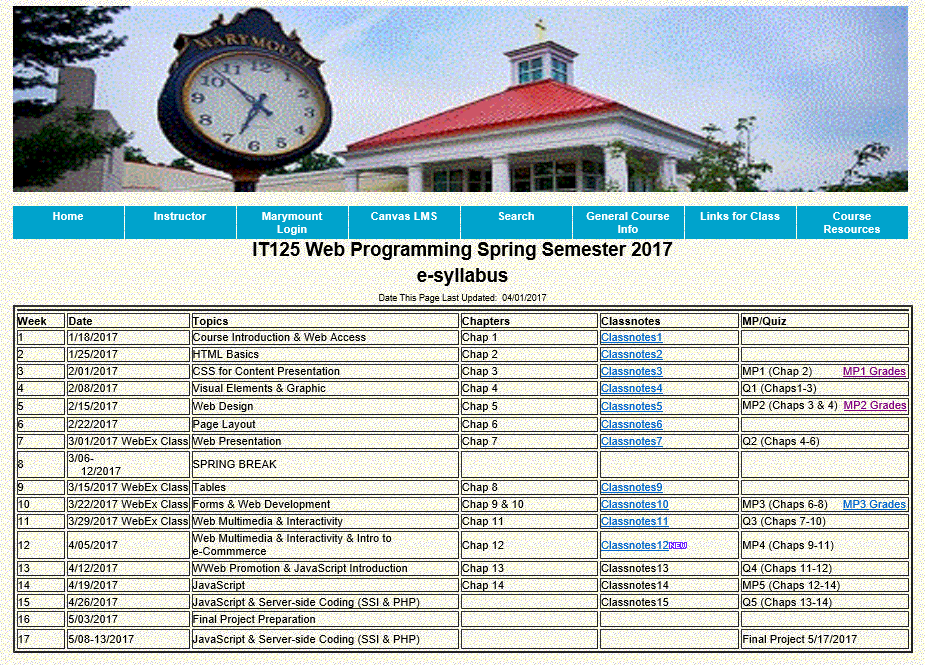 MARYMOUNT
11 12 1
10 2
9 3
8 4
7 6 5
Home Instructor Marymount Login Canvas LMS Search General Course Info Links for Class Course Resources
IT125 Web Programming Spring Semester 2017
e-syllabus
Date This Page Last Updated: 04/01/2017
Week Date Topics Chapters Classnotes MP/Quiz
1 1/18/2017 Course Introduction & Web Access Chap 1 Classnotes1
2 1/25/2017 HTML Basics Chap 2 Classnotes2
3 2/01/2017 CSS for Content Presentation Chap 3 Classnotes3 MP1 (Chap 2) MP1 Grades
4 2/08/2017 Visual Elements & Graphic Chap 4 Classnotes4 Q1 (Chaps1-3)
5 2/15/2017 Web Design Chap 5 Classnotes5 MP2 (Chaps 3 & 4) MP2 Grades
6 2/22/2017 Page Layout Chap 6 Classnotes6
7 3/01/2017 WebEx Class Web Presentation Chap 7 Classnotes7 Q2 (Chaps 4-6)
8 3/06-12/2017 SPRING BREAK
9 3/15/2017 WebEx Class Tables Chap 8 Classnotes9
10 3/22/2017 WebEx Class Forms & Web Development Chap 9 & 10 Classnotes10 MP3 (Chaps 6-8) MP3 Grades
11 3/29/2017 WebEx Class Web Multimedia & Interactivity Chap 11 Classnotes11 Q3 (Chaps 7-10)
12 4/05/2017 Web Multimedia & Interactivity & Intro to e-Commmerce Chap 12 Classnotes12 NEW MP4 (Chaps 9-11)
13 4/12/2017 WWeb Promotion & JavaScript Introduction Chap 13 Classnotes13 Q4 (Chaps 11-12)
14 4/19/2017 JavaScript Chap 14 Classnotes14 MP5 (Chaps 12-14)
15 4/26/2017 JavaScript & Server-side Coding (SSI & PHP) Classnotes15 Q5 (Chaps 13-14)
16 5/03/2017 Final Project Preparation
17 5/08-13/2017 JavaScript & Server-side Coding (SSI & PHP) Final Project 5/17/2017